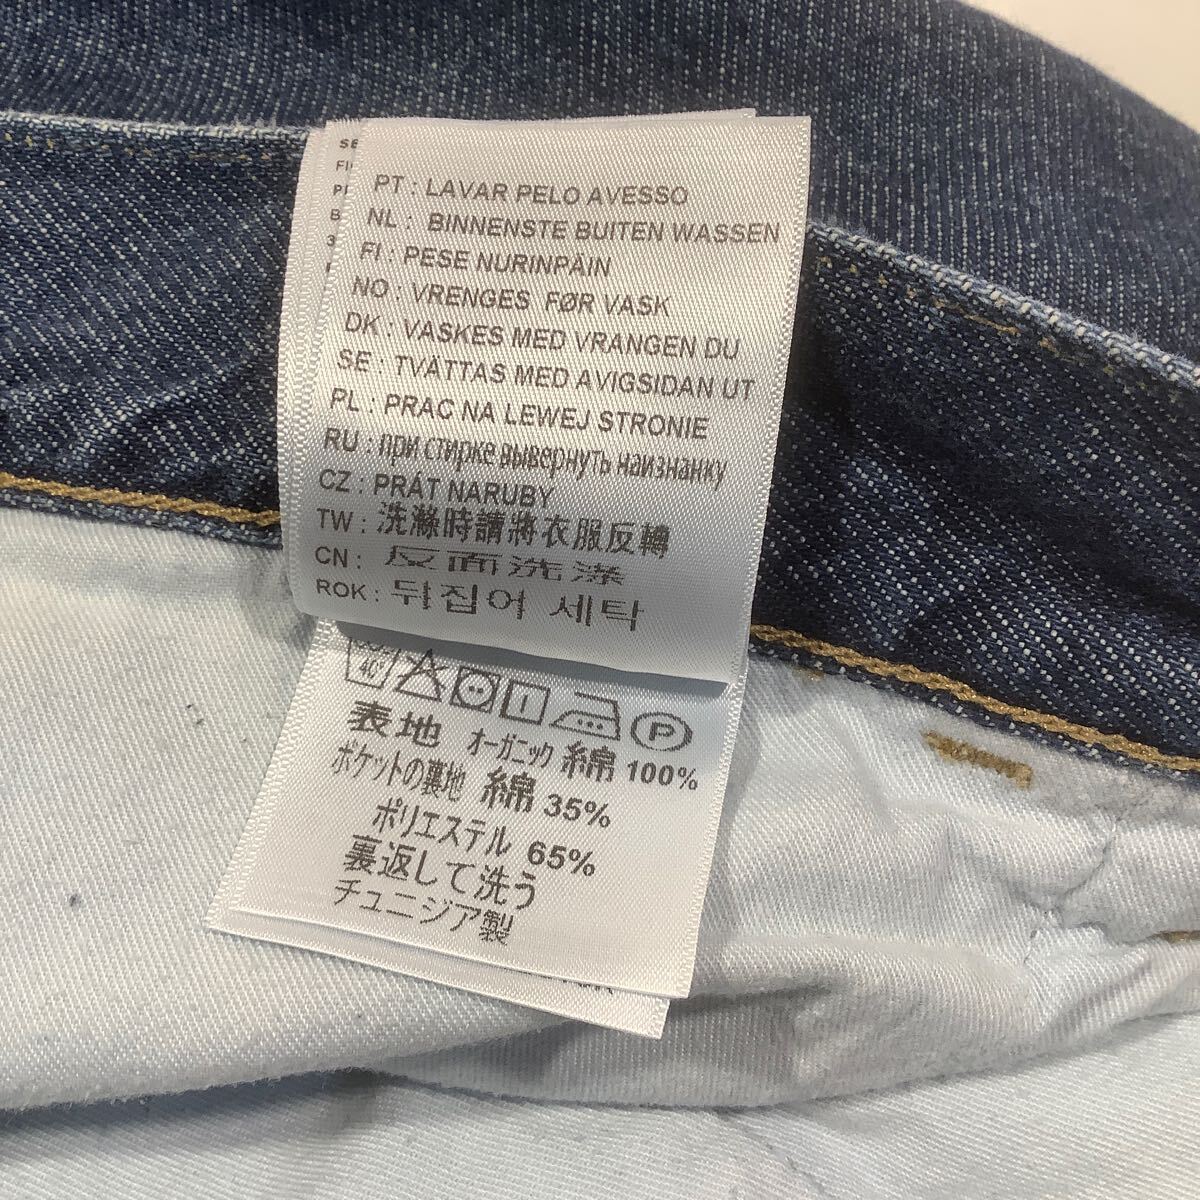 PT : LAVAR PELO AVESSO
NL : BINNENSTE BUITEN WASSEN
FI : PESE NURINPÄIN
NO : VRENGES FØR VASK
DK : VASKES MED VRANGEN DU
SE : TVÄTTAS MED AVIGSIDAN UT
PL : PRAC NA LEWEJ STRONIE
RU : при стирке вывернуть наизнанку
CZ : PRÁT NARUBY
TW : 洗滌時請將衣服反轉
CN : 反面洗滌
ROK : 뒤집어 세탁
40
P
表地 オーガニック 綿 100%
ポケットの裏地 綿 35%
ポリエステル 65%
裏返して洗う
チュニジア製